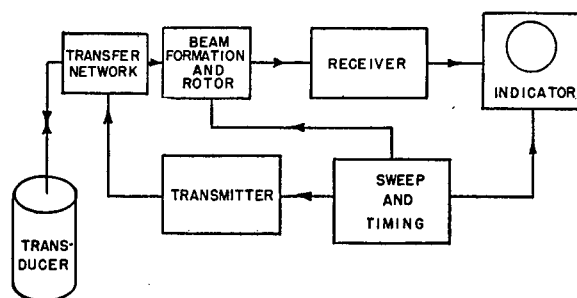 TRANSFER
NETWORK
BEAM
FORMATION
AND
ROTOR
RECEIVER
INDICATOR
TRANSMITTER
SWEEP
AND
TIMING
TRANS-
DUCER